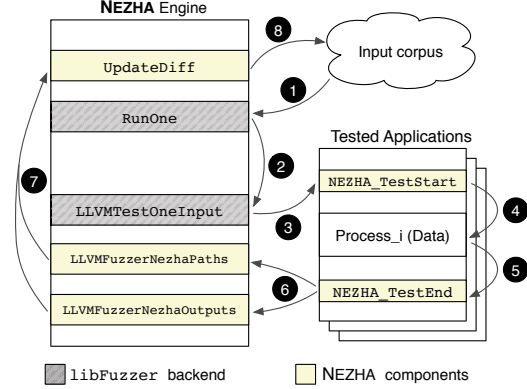 NEZHA Engine
8
UpdateDiff
Input corpus
1
RunOne
2
Tested Applications
7
NEZHA_TestStart
LLVMTestOneInput
3
4
Process_i (Data)
LLVMFuzzerNezhaPaths
5
6
NEZHA_TestEnd
LLVMFuzzerNezhaOutputs
libFuzzer backend
NEZHA components